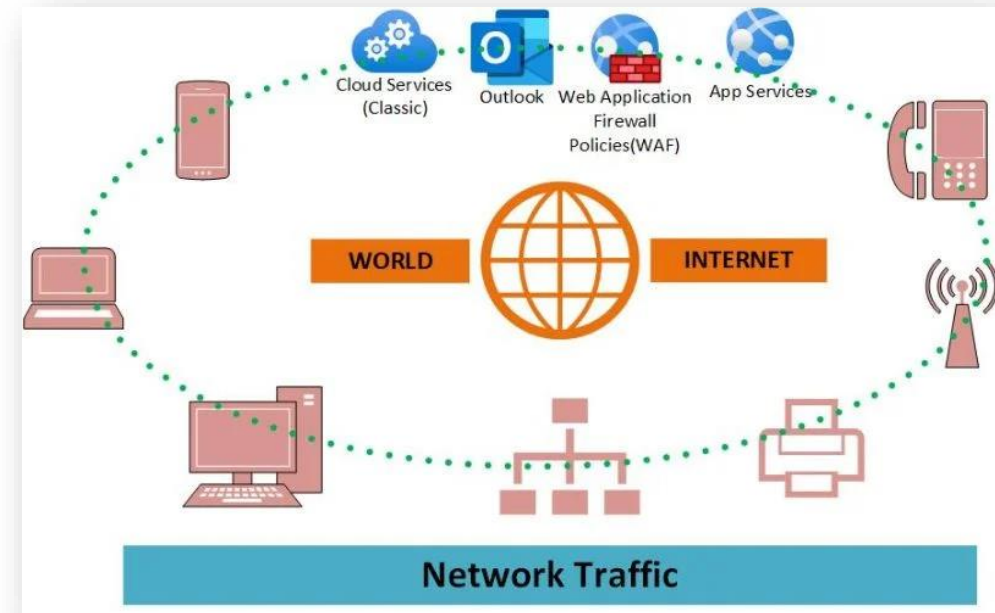 Cloud Services
(Classic)
Outlook
Web Application
Firewall
Policies(WAF)
App Services
WORLD
INTERNET
Network Traffic